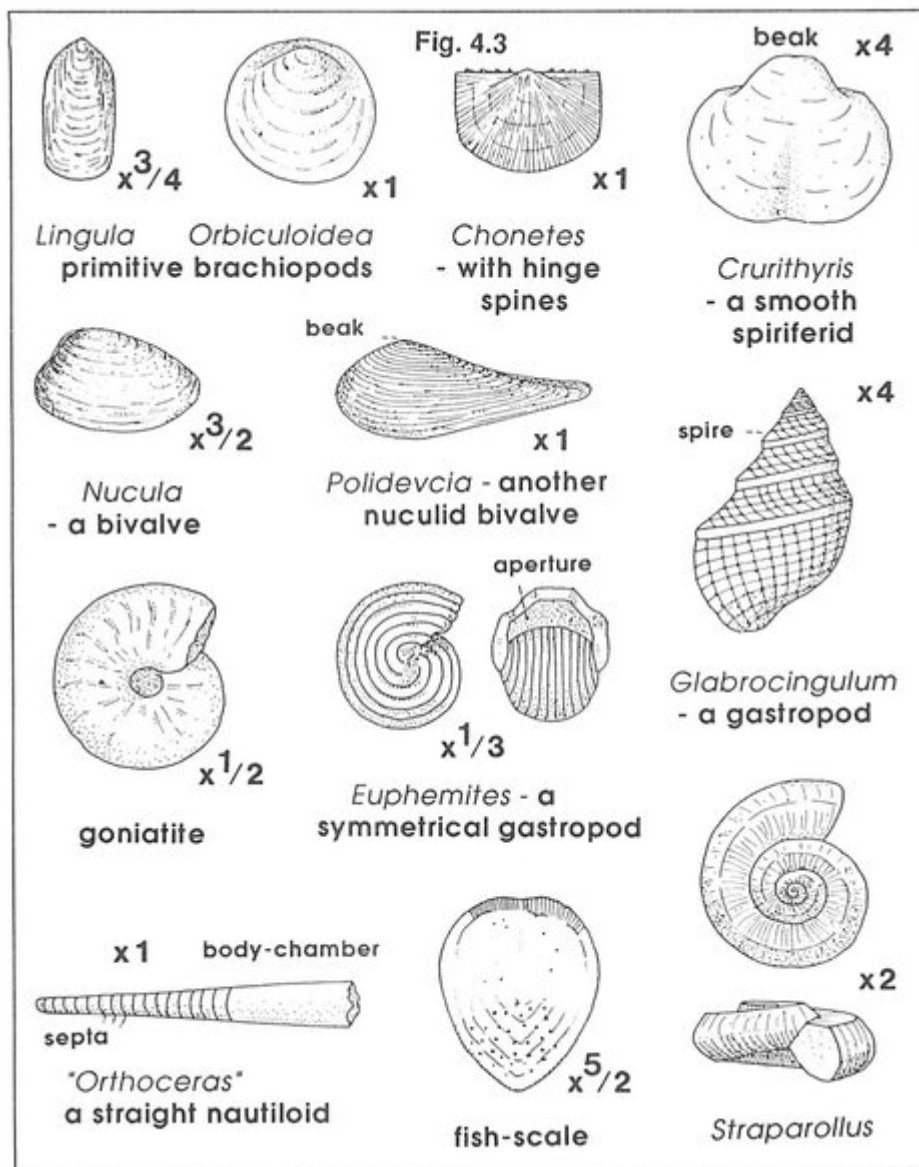 Fig. 4.3
beak x4
x3/4
x1
x1
Lingula Orbiculoidea
primitive brachiopods
Chonetes
- with hinge
spines
Crurithyris
- a smooth
spiriferid
beak
x3/2
x1
x4
spire
Nucula
- a bivalve
Polidevcia - another
nuculid bivalve
aperture
x1/2
x1/3
Glabrocingulum
- a gastropod
goniatite
Euphemites - a
symmetrical gastropod
x1 body-chamber
septa
x5/2
x2
"Orthoceras"
a straight nautiloid
fish-scale
Straparollus